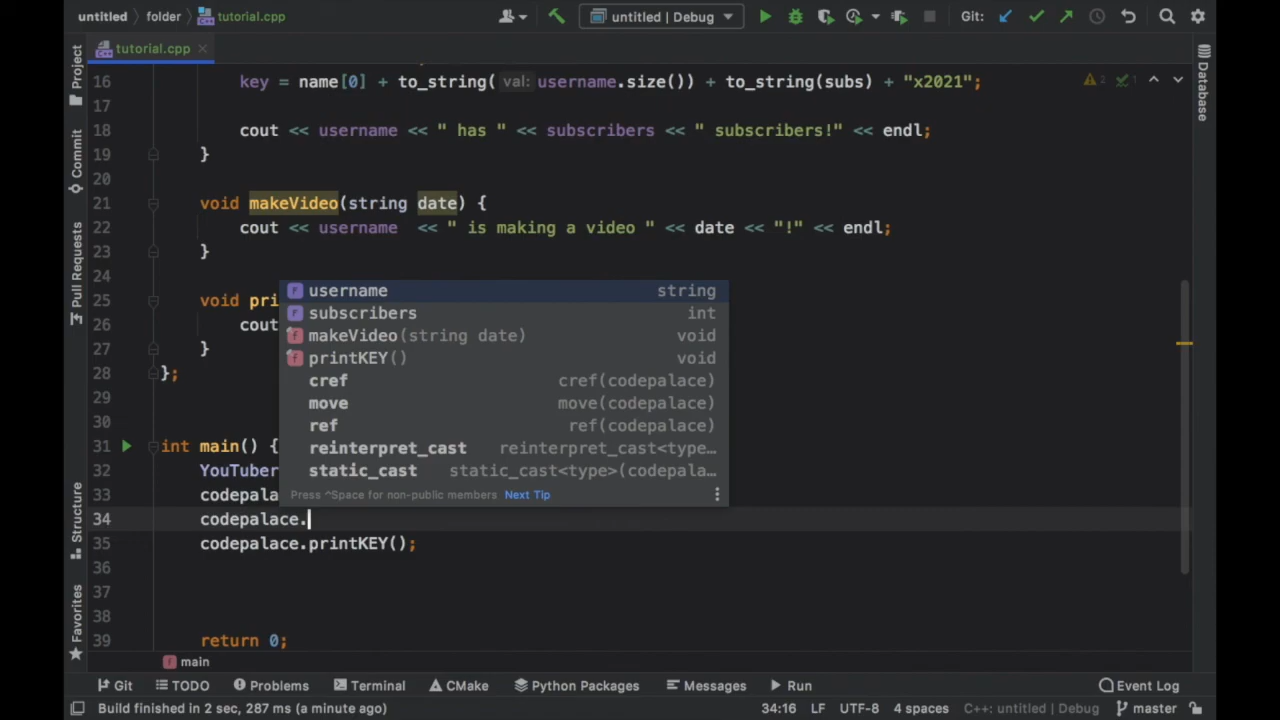 untitled folder tutorial.cpp untitled | Debug Git:
tutorial.cpp
Project
Commit
Pull Requests
Structure
Favorites
Database
16 key = name[0] + to_string( val: username.size()) + to_string(subs) + "x2021";
17
18 cout << username << " has " << subscribers << " subscribers!" << endl;
19 }
20
21 void makeVideo(string date) {
22 cout << username << " is making a video " << date << "!" << endl;
23 }
24
25 void pri
26 cout
27 }
28 };
29
30
31 int main() {
32 YouTuber
33 codepala
34 codepalace.
35 codepalace.printKEY();
36
37
38
39 return 0;
username string
subscribers int
makeVideo(string date) void
printKEY() void
cref cref(codepalace)
move move(codepalace)
ref ref(codepalace)
reinterpret_cast reinterpret_cast<type…
static_cast static_cast<type>(codepala…
Press ^Space for non-public members Next Tip
main
Git TODO Problems Terminal CMake Python Packages Messages Run Event Log
Build finished in 2 sec, 287 ms (a minute ago) 34:16 LF UTF-8 4 spaces C++: untitled | Debug master